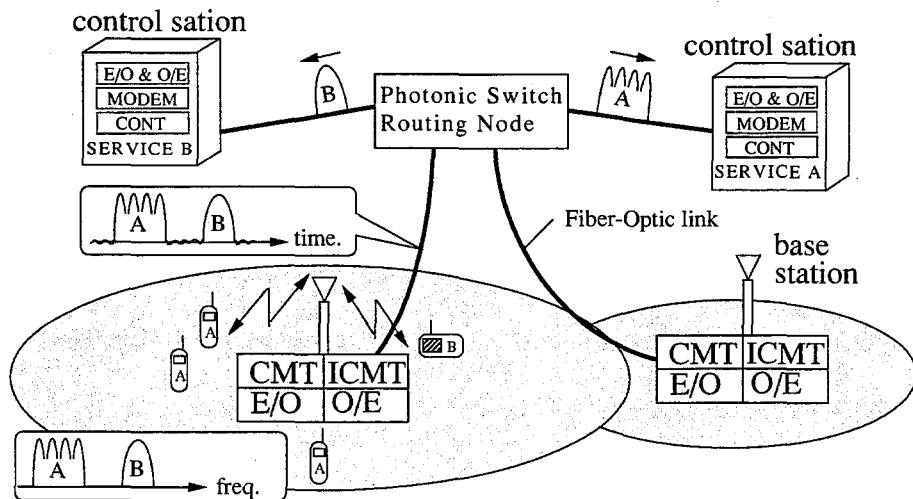 control sation
E/O & O/E
MODEM
CONT
SERVICE B
B
Photonic Switch
Routing Node
A
control sation
E/O & O/E
MODEM
CONT
SERVICE A
A
B
time.
Fiber-Optic link
base
station
A
A
B
CMT ICMT
E/O O/E
CMT ICMT
E/O O/E
A
A
B
freq.